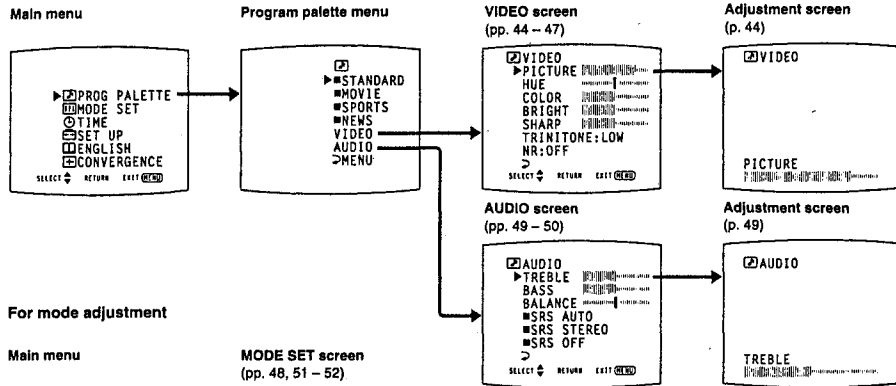 Main menu
PROG PALETTE
MODE SET
TIME
SET UP
ENGLISH
CONVERGENCE
SELECT RETURN EXIT MENU
Program palette menu
STANDARD
MOVIE
SPORTS
NEWS
VIDEO
AUDIO
MENU
VIDEO screen
(pp. 44 – 47)
VIDEO
PICTURE
HUE
COLOR
BRIGHT
SHARP
TRINITONE:LOW
NR:OFF
SELECT RETURN EXIT MENU
Adjustment screen
(p. 44)
VIDEO
PICTURE
AUDIO screen
(pp. 49 – 50)
AUDIO
TREBLE
BASS
BALANCE
SRS AUTO
SRS STEREO
SRS OFF
SELECT RETURN EXIT MENU
Adjustment screen
(p. 49)
AUDIO
TREBLE
For mode adjustment
Main menu
MODE SET screen
(pp. 48, 51 – 52)